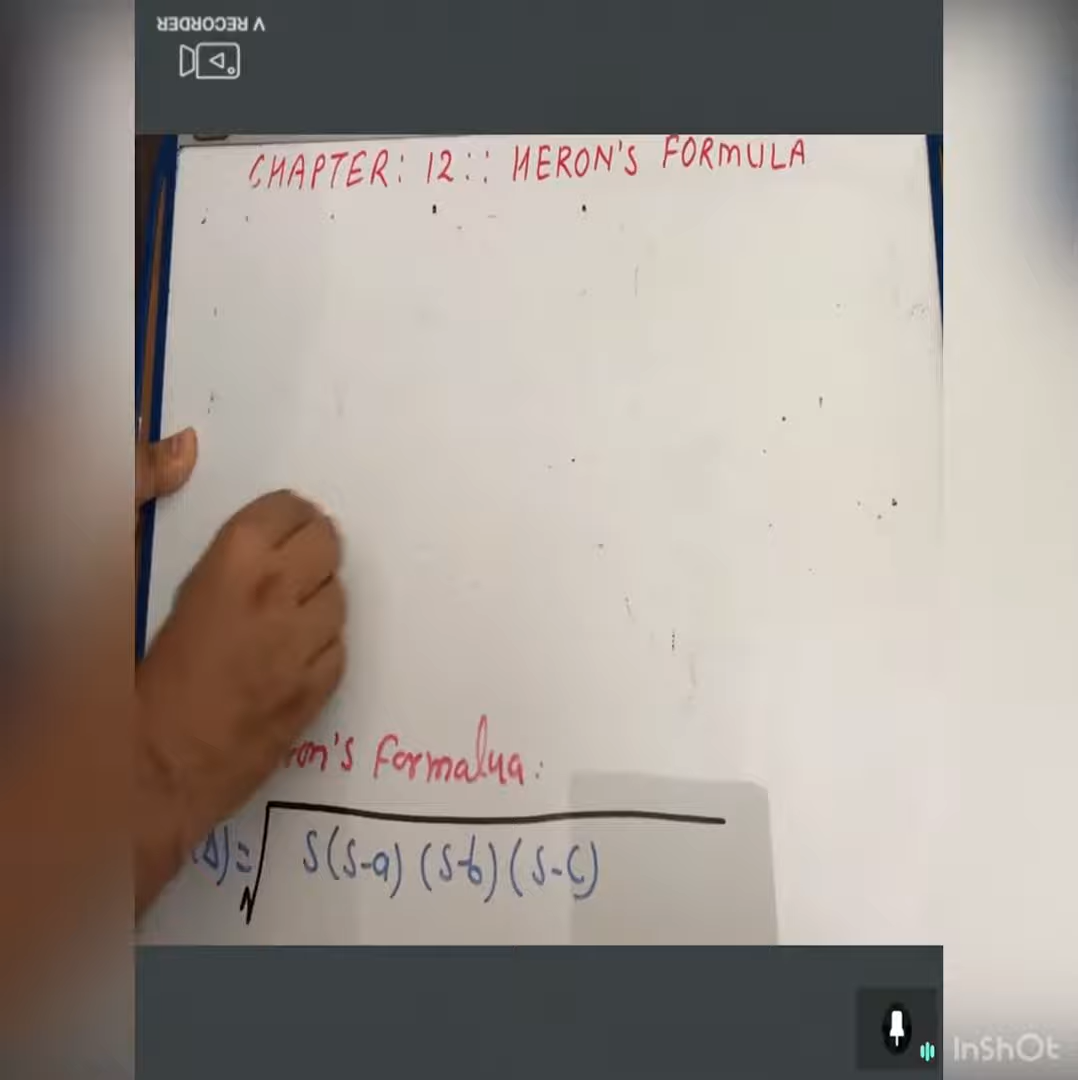 V RECORDER
CHAPTER: 12:: HERON'S FORMULA
ron's Formalua:
(Δ)= √ S(S-a) (S-b) (S-c)
InShOt